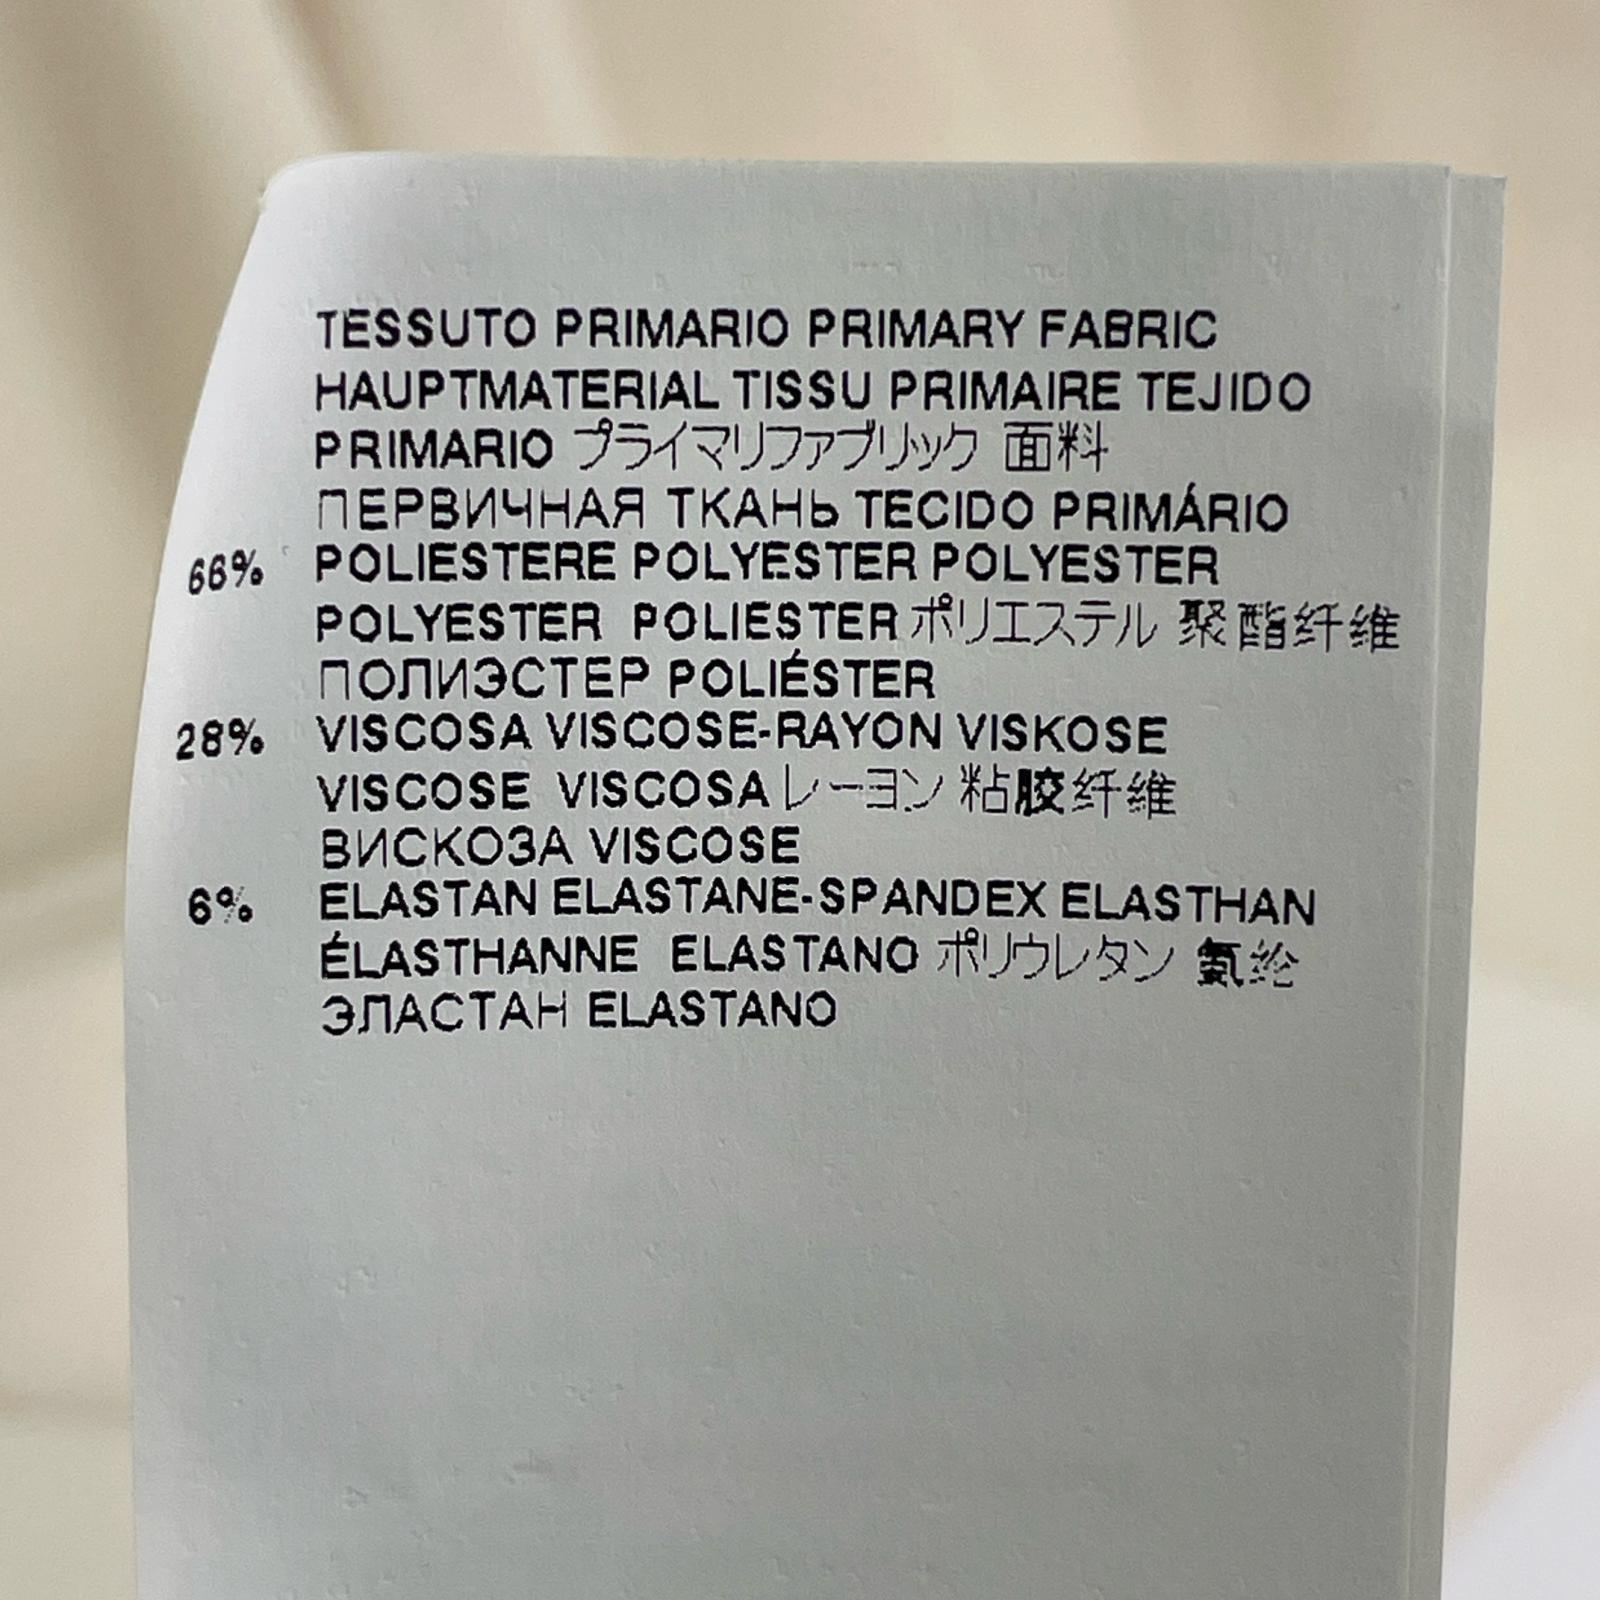 TESSUTO PRIMARIO PRIMARY FABRIC
HAUPTMATERIAL TISSU PRIMAIRE TEJIDO
PRIMARIO プライマリファブリック 面料
ПЕРВИЧНАЯ ТКАНЬ TECIDO PRIMÁRIO
66% POLIESTERE POLYESTER POLYESTER
POLYESTER POLIESTER ポリエステル 聚酯纤维
ПОЛИЭСТЕР POLIÉSTER
28% VISCOSA VISCOSE-RAYON VISKOSE
VISCOSE VISCOSA レーヨン 粘胶纤维
ВИСКОЗА VISCOSE
6% ELASTAN ELASTANE-SPANDEX ELASTHAN
ÉLASTHANNE ELASTANO ポリウレタン 氨纶
ЭЛАСТАН ELASTANO